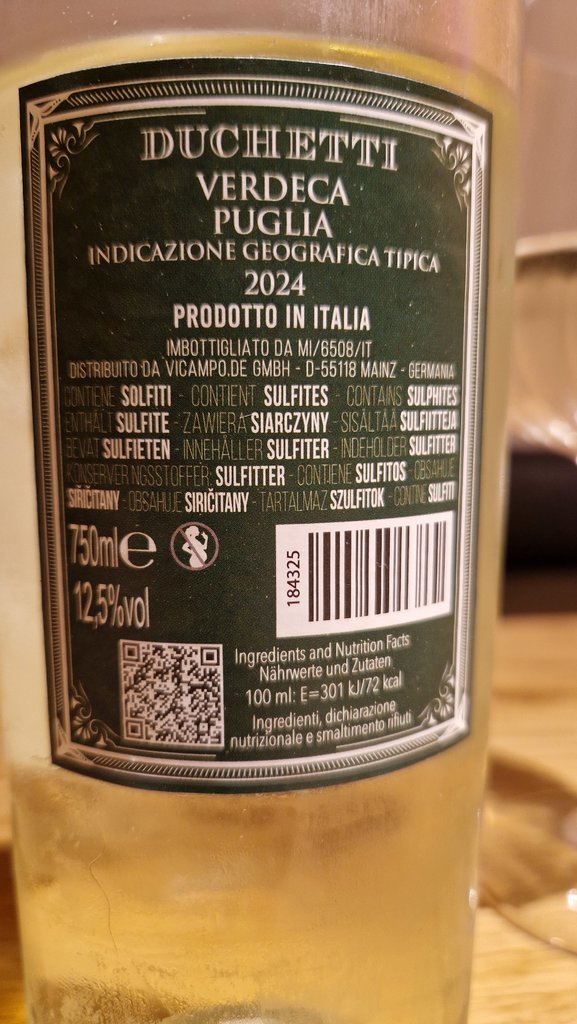 DUCHETTI
VERDECA
PUGLIA
INDICAZIONE GEOGRAFICA TIPICA
2024
PRODOTTO IN ITALIA
IMBOTTIGLIATO DA MI/6508/IT
DISTRIBUITO DA VICAMPO.DE GMBH - D-55118 MAINZ - GERMANIA
CONTIENE SOLFITI - CONTIENT SULFITES - CONTAINS SULPHITES
ENTHÄLT SULFITE - ZAWIERA SIARCZYNY - SISÄLTÄÄ SULFIITTEJA
BEVAT SULFIETEN - INNEHÅLLER SULFITER - INDEHOLDER SULFITTER
KONSERVERINGSSTOFFER: SULFITTER - CONTIENE SULFITOS - OBSAHUJE
SIŘIČITANY - OBSAHUJE SIRIČITANY - TARTALMAZ SZULFITOK - CONTINE SULFITI
750ml e
12,5%vol
184325
Ingredients and Nutrition Facts
Nährwerte und Zutaten
100 ml: E=301 kJ/72 kcal
Ingredienti, dichiarazione
nutrizionale e smaltimento rifiuti